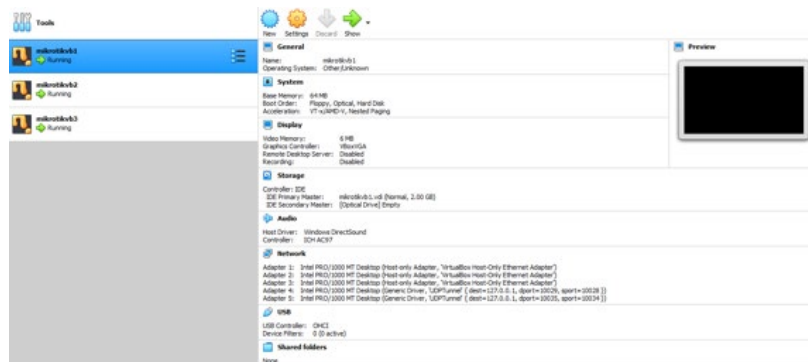 Tools
mikrotikvb1
Running
mikrotikvb2
Running
mikrotikvb3
Running
New Settings Discard Show
General
Name: mikrotikvb1
Operating System: Other/Unknown
System
Base Memory: 64 MB
Boot Order: Floppy, Optical, Hard Disk
Acceleration: VT-x/AMD-V, Nested Paging
Display
Video Memory: 6 MB
Graphics Controller: VBoxVGA
Remote Desktop Server: Disabled
Recording: Disabled
Storage
Controller: IDE
IDE Primary Master: mikrotikvb1.vdi (Normal, 2.00 GB)
IDE Secondary Master: [Optical Drive] Empty
Audio
Host Driver: Windows DirectSound
Controller: ICH AC97
Network
Adapter 1: Intel PRO/1000 MT Desktop (Host-only Adapter, 'VirtualBox Host-Only Ethernet Adapter')
Adapter 2: Intel PRO/1000 MT Desktop (Host-only Adapter, 'VirtualBox Host-Only Ethernet Adapter')
Adapter 3: Intel PRO/1000 MT Desktop (Host-only Adapter, 'VirtualBox Host-Only Ethernet Adapter')
Adapter 4: Intel PRO/1000 MT Desktop (Generic Driver, 'UDPTunnel' { dest=127.0.0.1, dport=10029, sport=10028 })
Adapter 5: Intel PRO/1000 MT Desktop (Generic Driver, 'UDPTunnel' { dest=127.0.0.1, dport=10035, sport=10034 })
USB
USB Controller: OHCI
Device Filters: 0 (0 active)
Shared folders
None
Preview